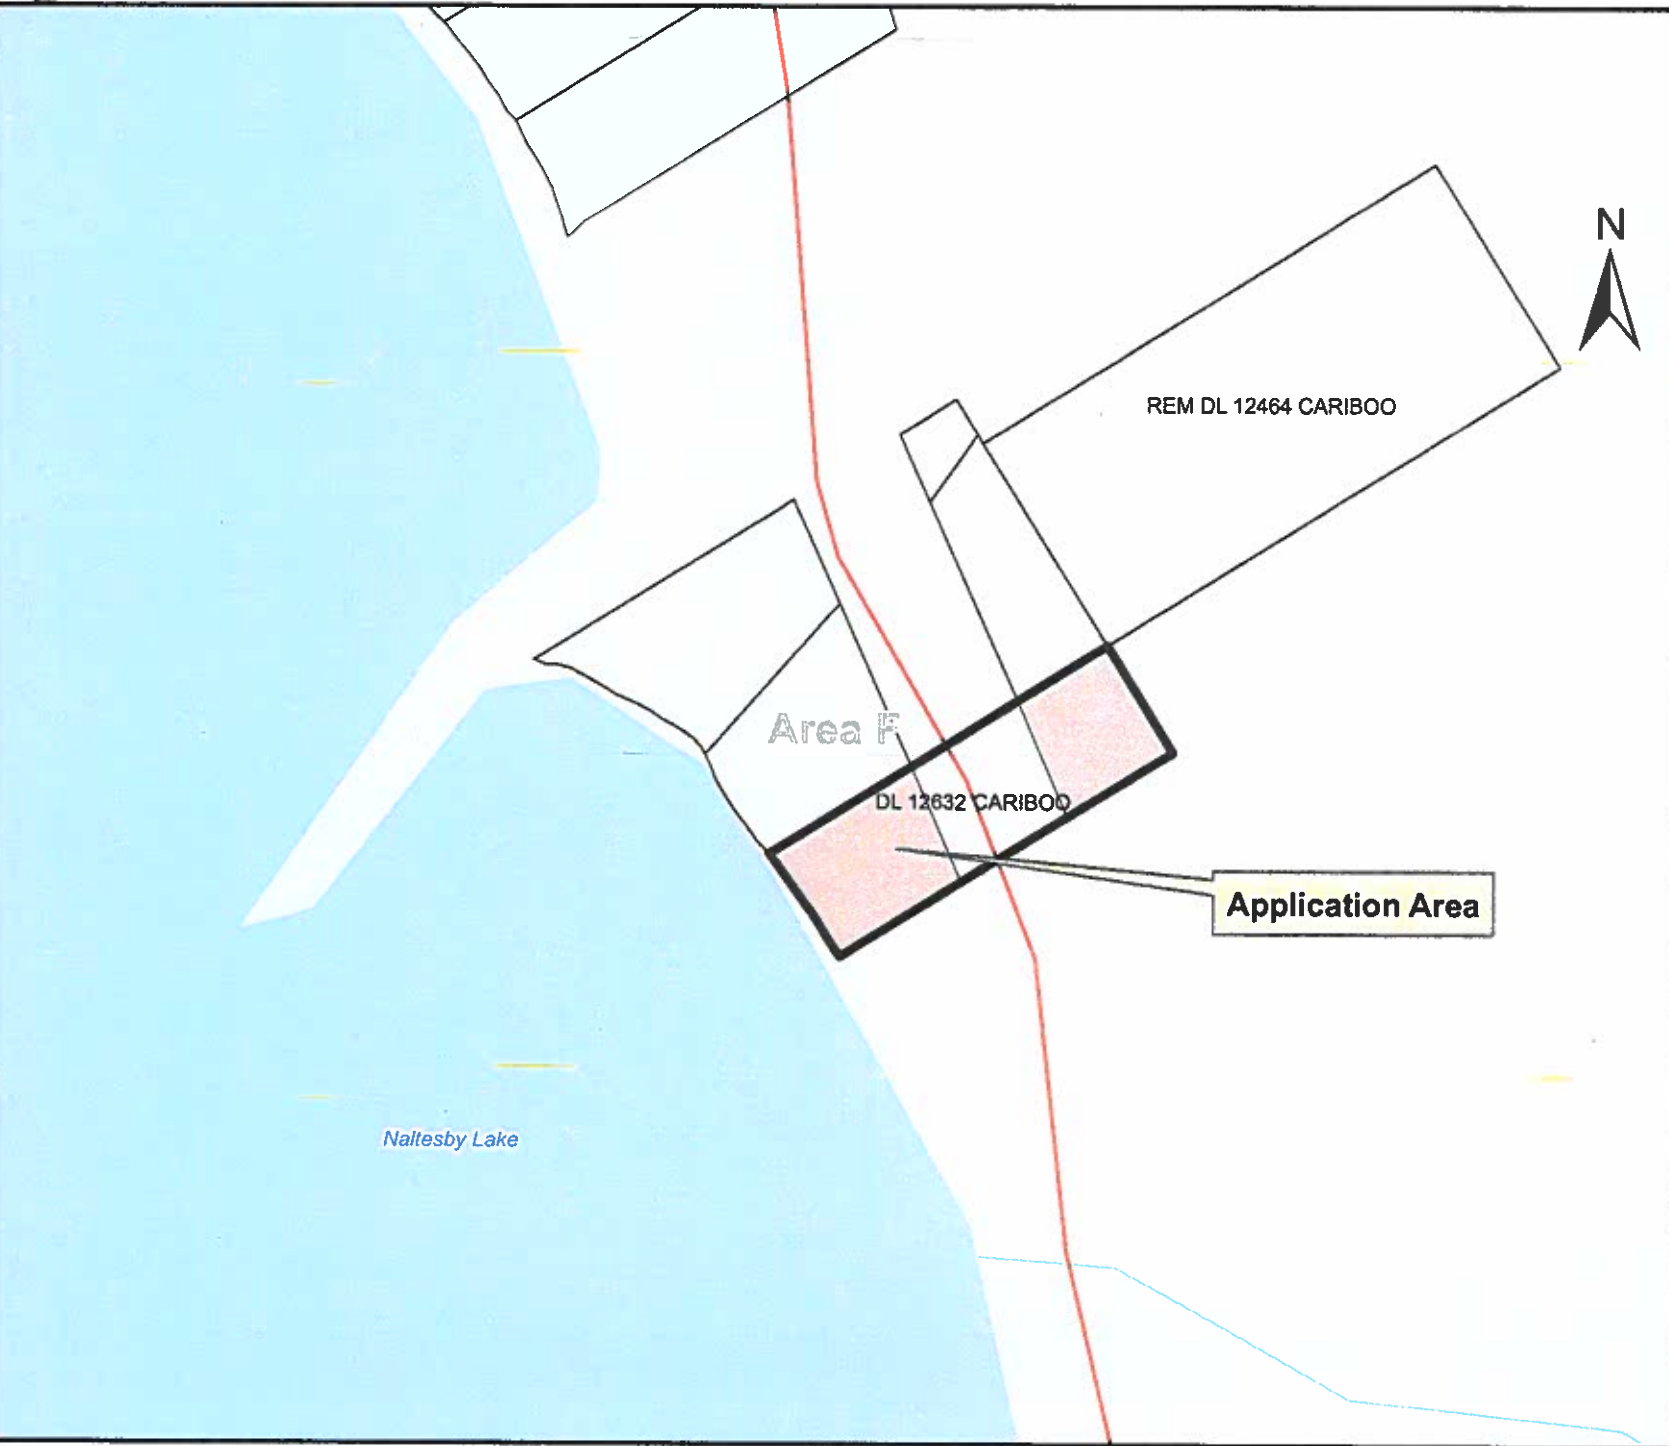 N
REM DL 12464 CARIBOO
Area F
DL 12632 CARIBOO
Application Area
Naltesby Lake